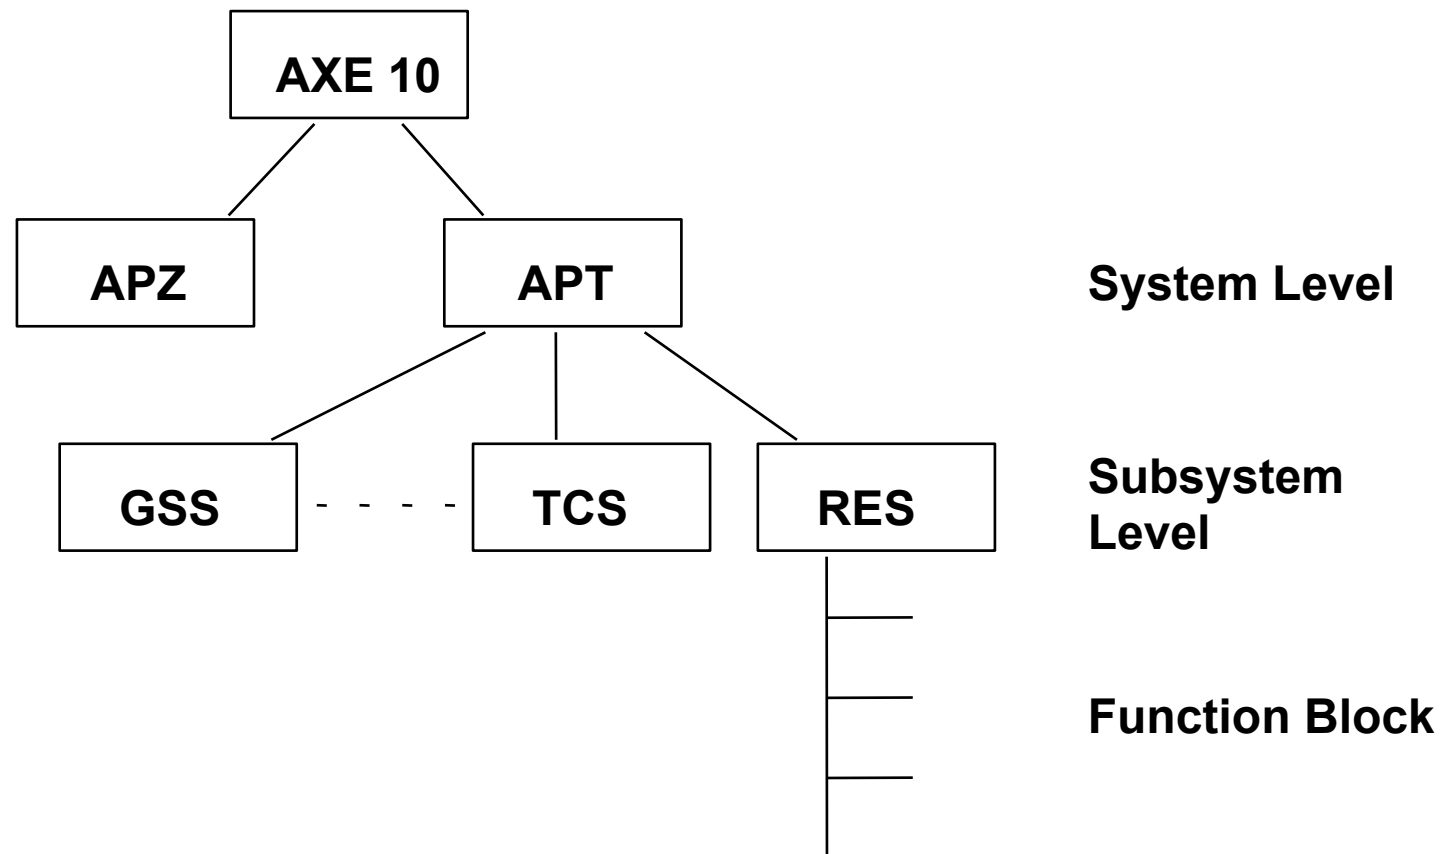 AXE 10
APZ
APT
System Level
GSS
TCS
RES
Subsystem
Level
Function Block